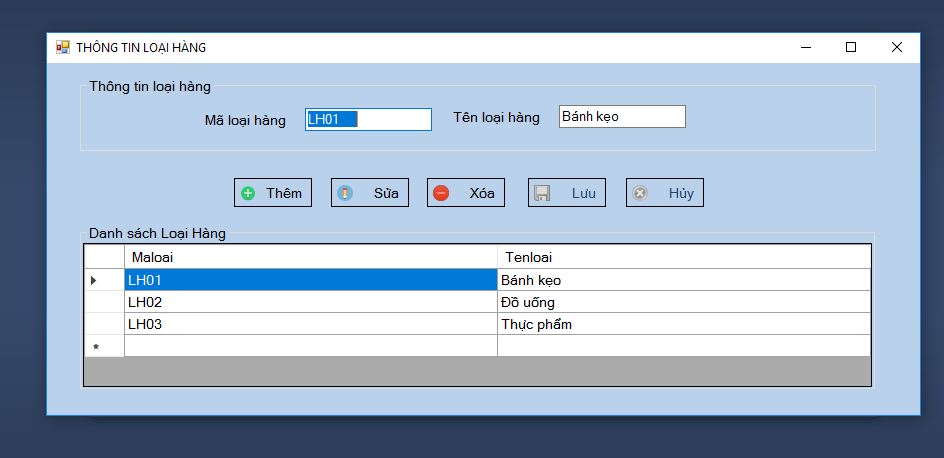 THÔNG TIN LOẠI HÀNG
Thông tin loại hàng
Mã loại hàng LH01 Tên loại hàng Bánh kẹo
Thêm Sửa Xóa Lưu Hủy
Danh sách Loại Hàng
Maloai Tenloai
LH01 Bánh kẹo
LH02 Đồ uống
LH03 Thực phẩm